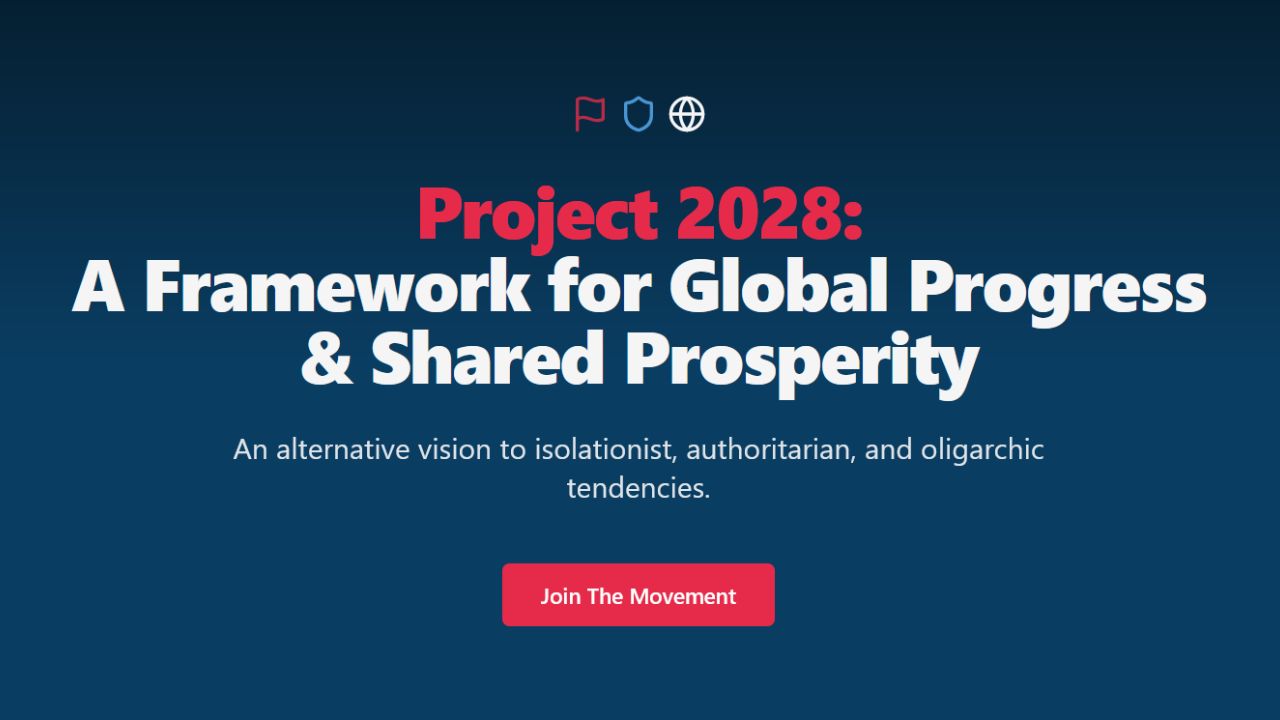 Project 2028:
A Framework for Global Progress
& Shared Prosperity
An alternative vision to isolationist, authoritarian, and oligarchic
tendencies.
Join The Movement